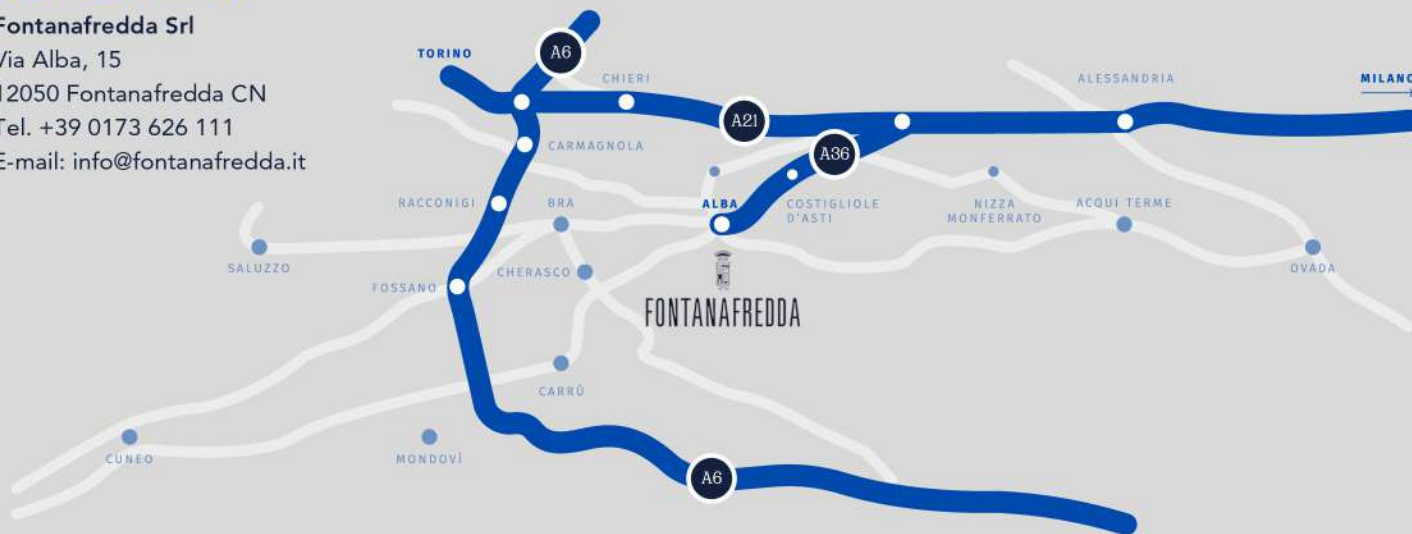 Fontanafredda Srl
Via Alba, 15
12050 Fontanafredda CN
Tel. +39 0173 626 111
E-mail: info@fontanafredda.it
TORINO
A6
CHIERI
ALESSANDRIA
MILANO
A21
CARMAGNOLA
A36
RACCONIGI
BRA
ALBA
COSTIGLIOLE
D'ASTI
NIZZA
MONFERRATO
ACQUI TERME
SALUZZO
CHERASCO
OVADA
FOSSANO
FONTANAFREDDA
CARRÙ
CUNEO
MONDOVÌ
A6